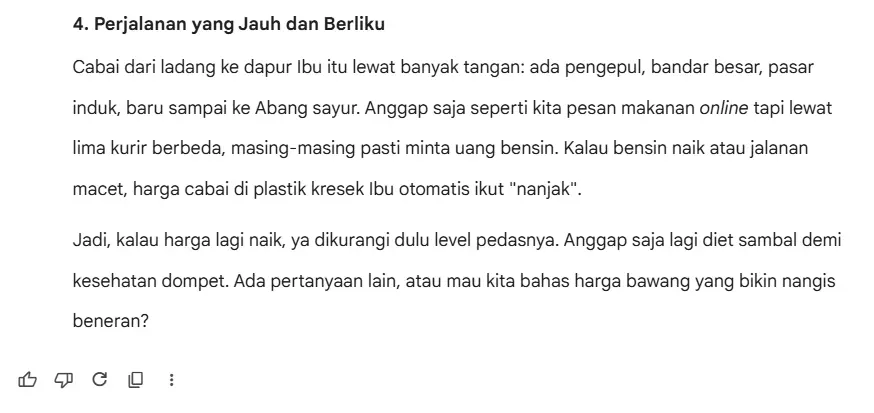 4. Perjalanan yang Jauh dan Berliku
Cabai dari ladang ke dapur Ibu itu lewat banyak tangan: ada pengepul, bandar besar, pasar
induk, baru sampai ke Abang sayur. Anggap saja seperti kita pesan makanan online tapi lewat
lima kurir berbeda, masing-masing pasti minta uang bensin. Kalau bensin naik atau jalanan
macet, harga cabai di plastik kresek Ibu otomatis ikut "nanjak".
Jadi, kalau harga lagi naik, ya dikurangi dulu level pedasnya. Anggap saja lagi diet sambal demi
kesehatan dompet. Ada pertanyaan lain, atau mau kita bahas harga bawang yang bikin nangis
beneran?